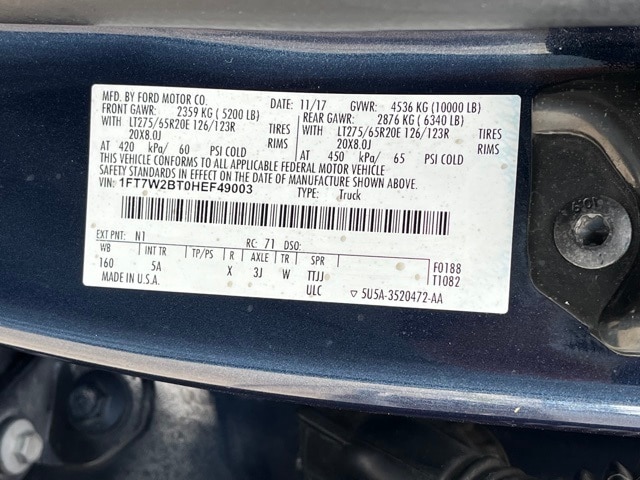 MFD. BY FORD MOTOR CO. 11/17 GVWR: 4536 KG (10000 LB)
FRONT GAWR: 2359 KG ( 5200 LB) REAR GAWR: 2876 KG ( 6340 LB)
WITH LT275/65R20E 126/123R TIRES WITH LT275/65R20E 126/123R TIRES
20X8.0J RIMS 20X8.0J RIMS
AT 420 kPa/ 60 PSI COLD AT 450 kPa/ 65 PSI COLD
THIS VEHICLE CONFORMS TO ALL APPLICABLE FEDERAL MOTOR VEHICLE
SAFETY STANDARDS IN EFFECT ON THE DATE OF MANUFACTURE SHOWN ABOVE.
VIN: 1FT7W2BT0HEF49003
TYPE: Truck
EXT PNT: N1 RC: 71 DSO: F0188
WB INT TR TP/PS R AXLE TR SPR T1082
160 5A X 3J W TTJJ
MADE IN U.S.A. ULC 5U5A-3520472-AA